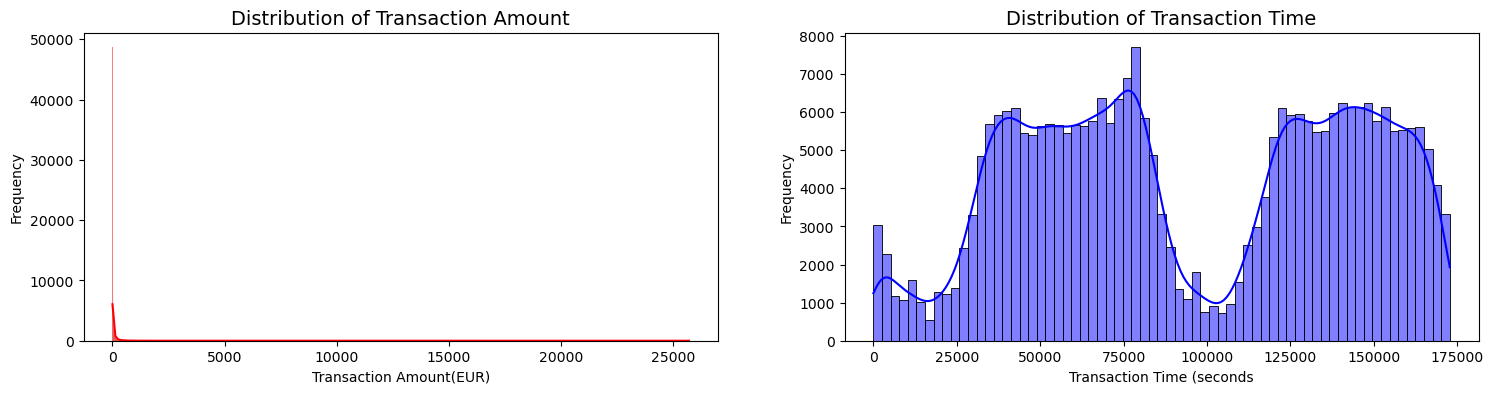 Distribution of Transaction Amount
50000
40000
30000
20000
10000
0
Frequency
0 5000 10000 15000 20000 25000
Transaction Amount(EUR)
Distribution of Transaction Time
8000
7000
6000
5000
4000
3000
2000
1000
0
Frequency
0 25000 50000 75000 100000 125000 150000 175000
Transaction Time (seconds